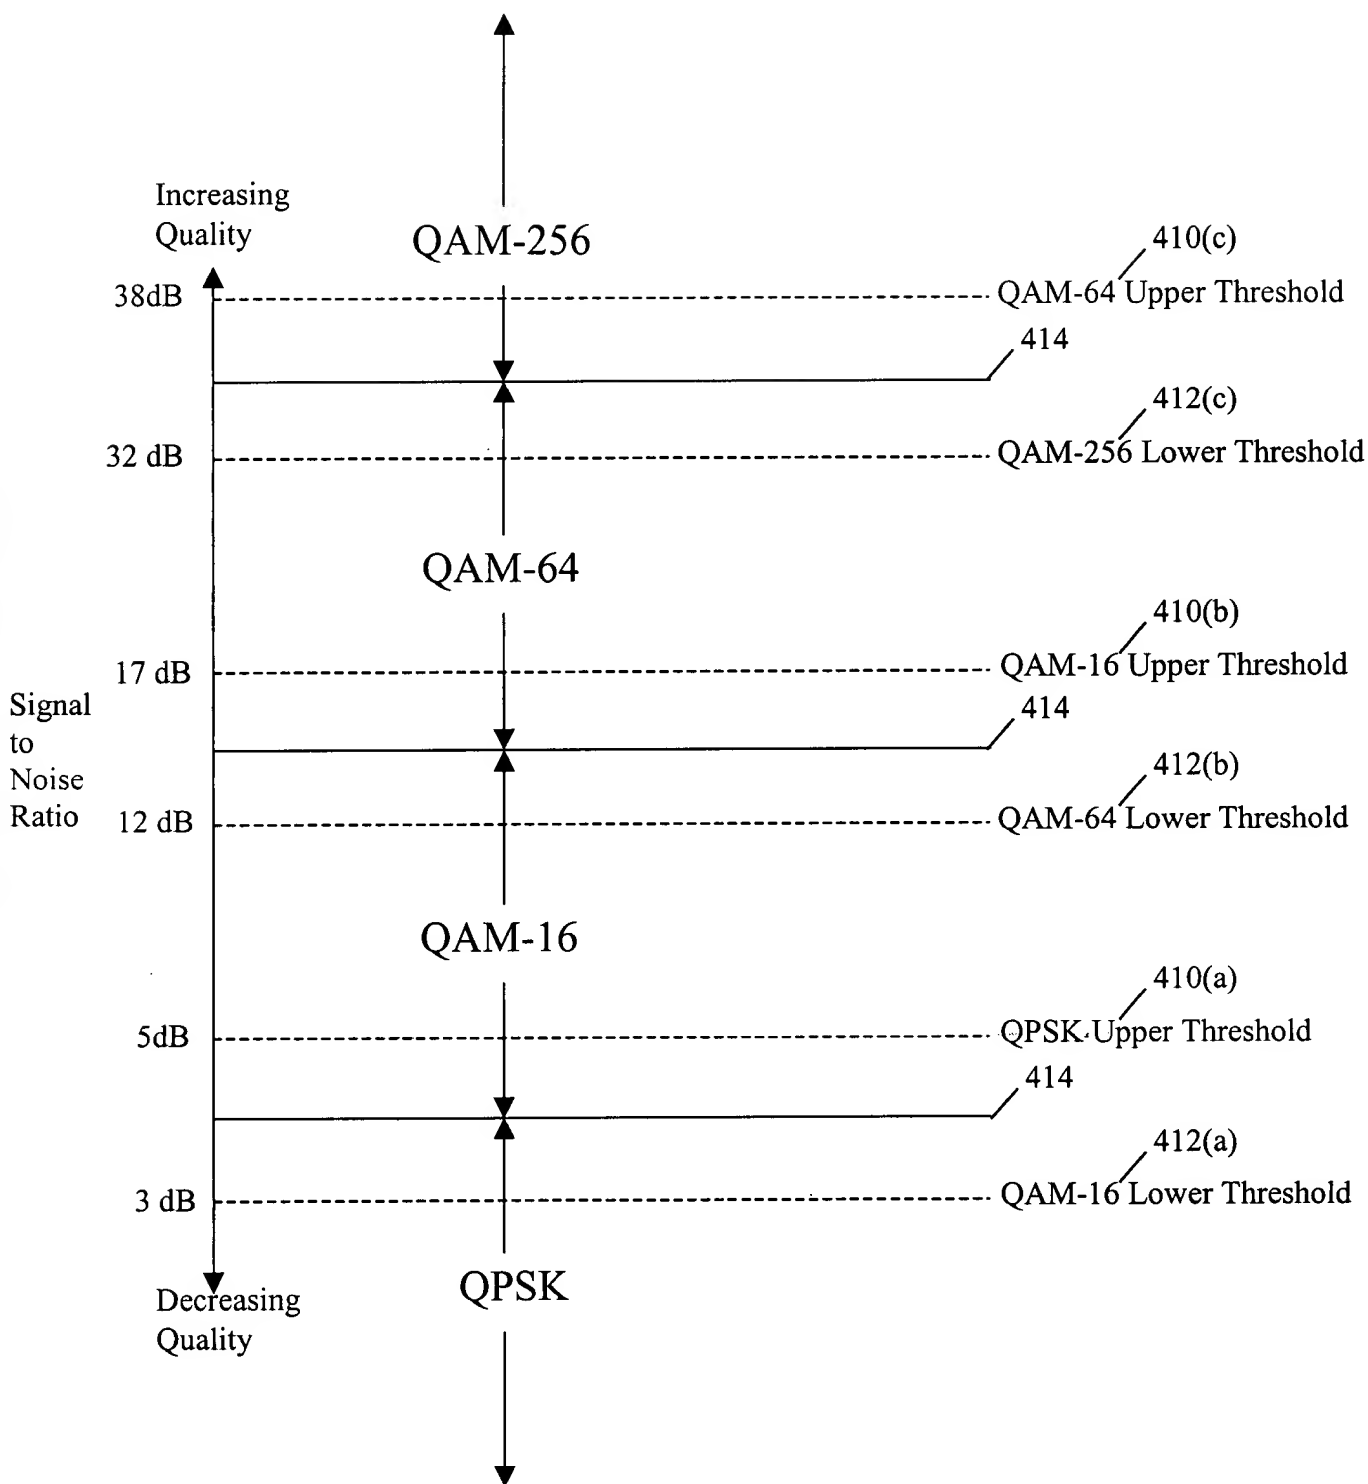 Increasing
Quality
QAM-256
410(c)
38dB
QAM-64 Upper Threshold
414
412(c)
32 dB
QAM-256 Lower Threshold
QAM-64
410(b)
17 dB
QAM-16 Upper Threshold
Signal
to
Noise
Ratio
414
412(b)
12 dB
QAM-64 Lower Threshold
QAM-16
410(a)
5dB
QPSK Upper Threshold
414
412(a)
3 dB
QAM-16 Lower Threshold
QPSK
Decreasing
Quality